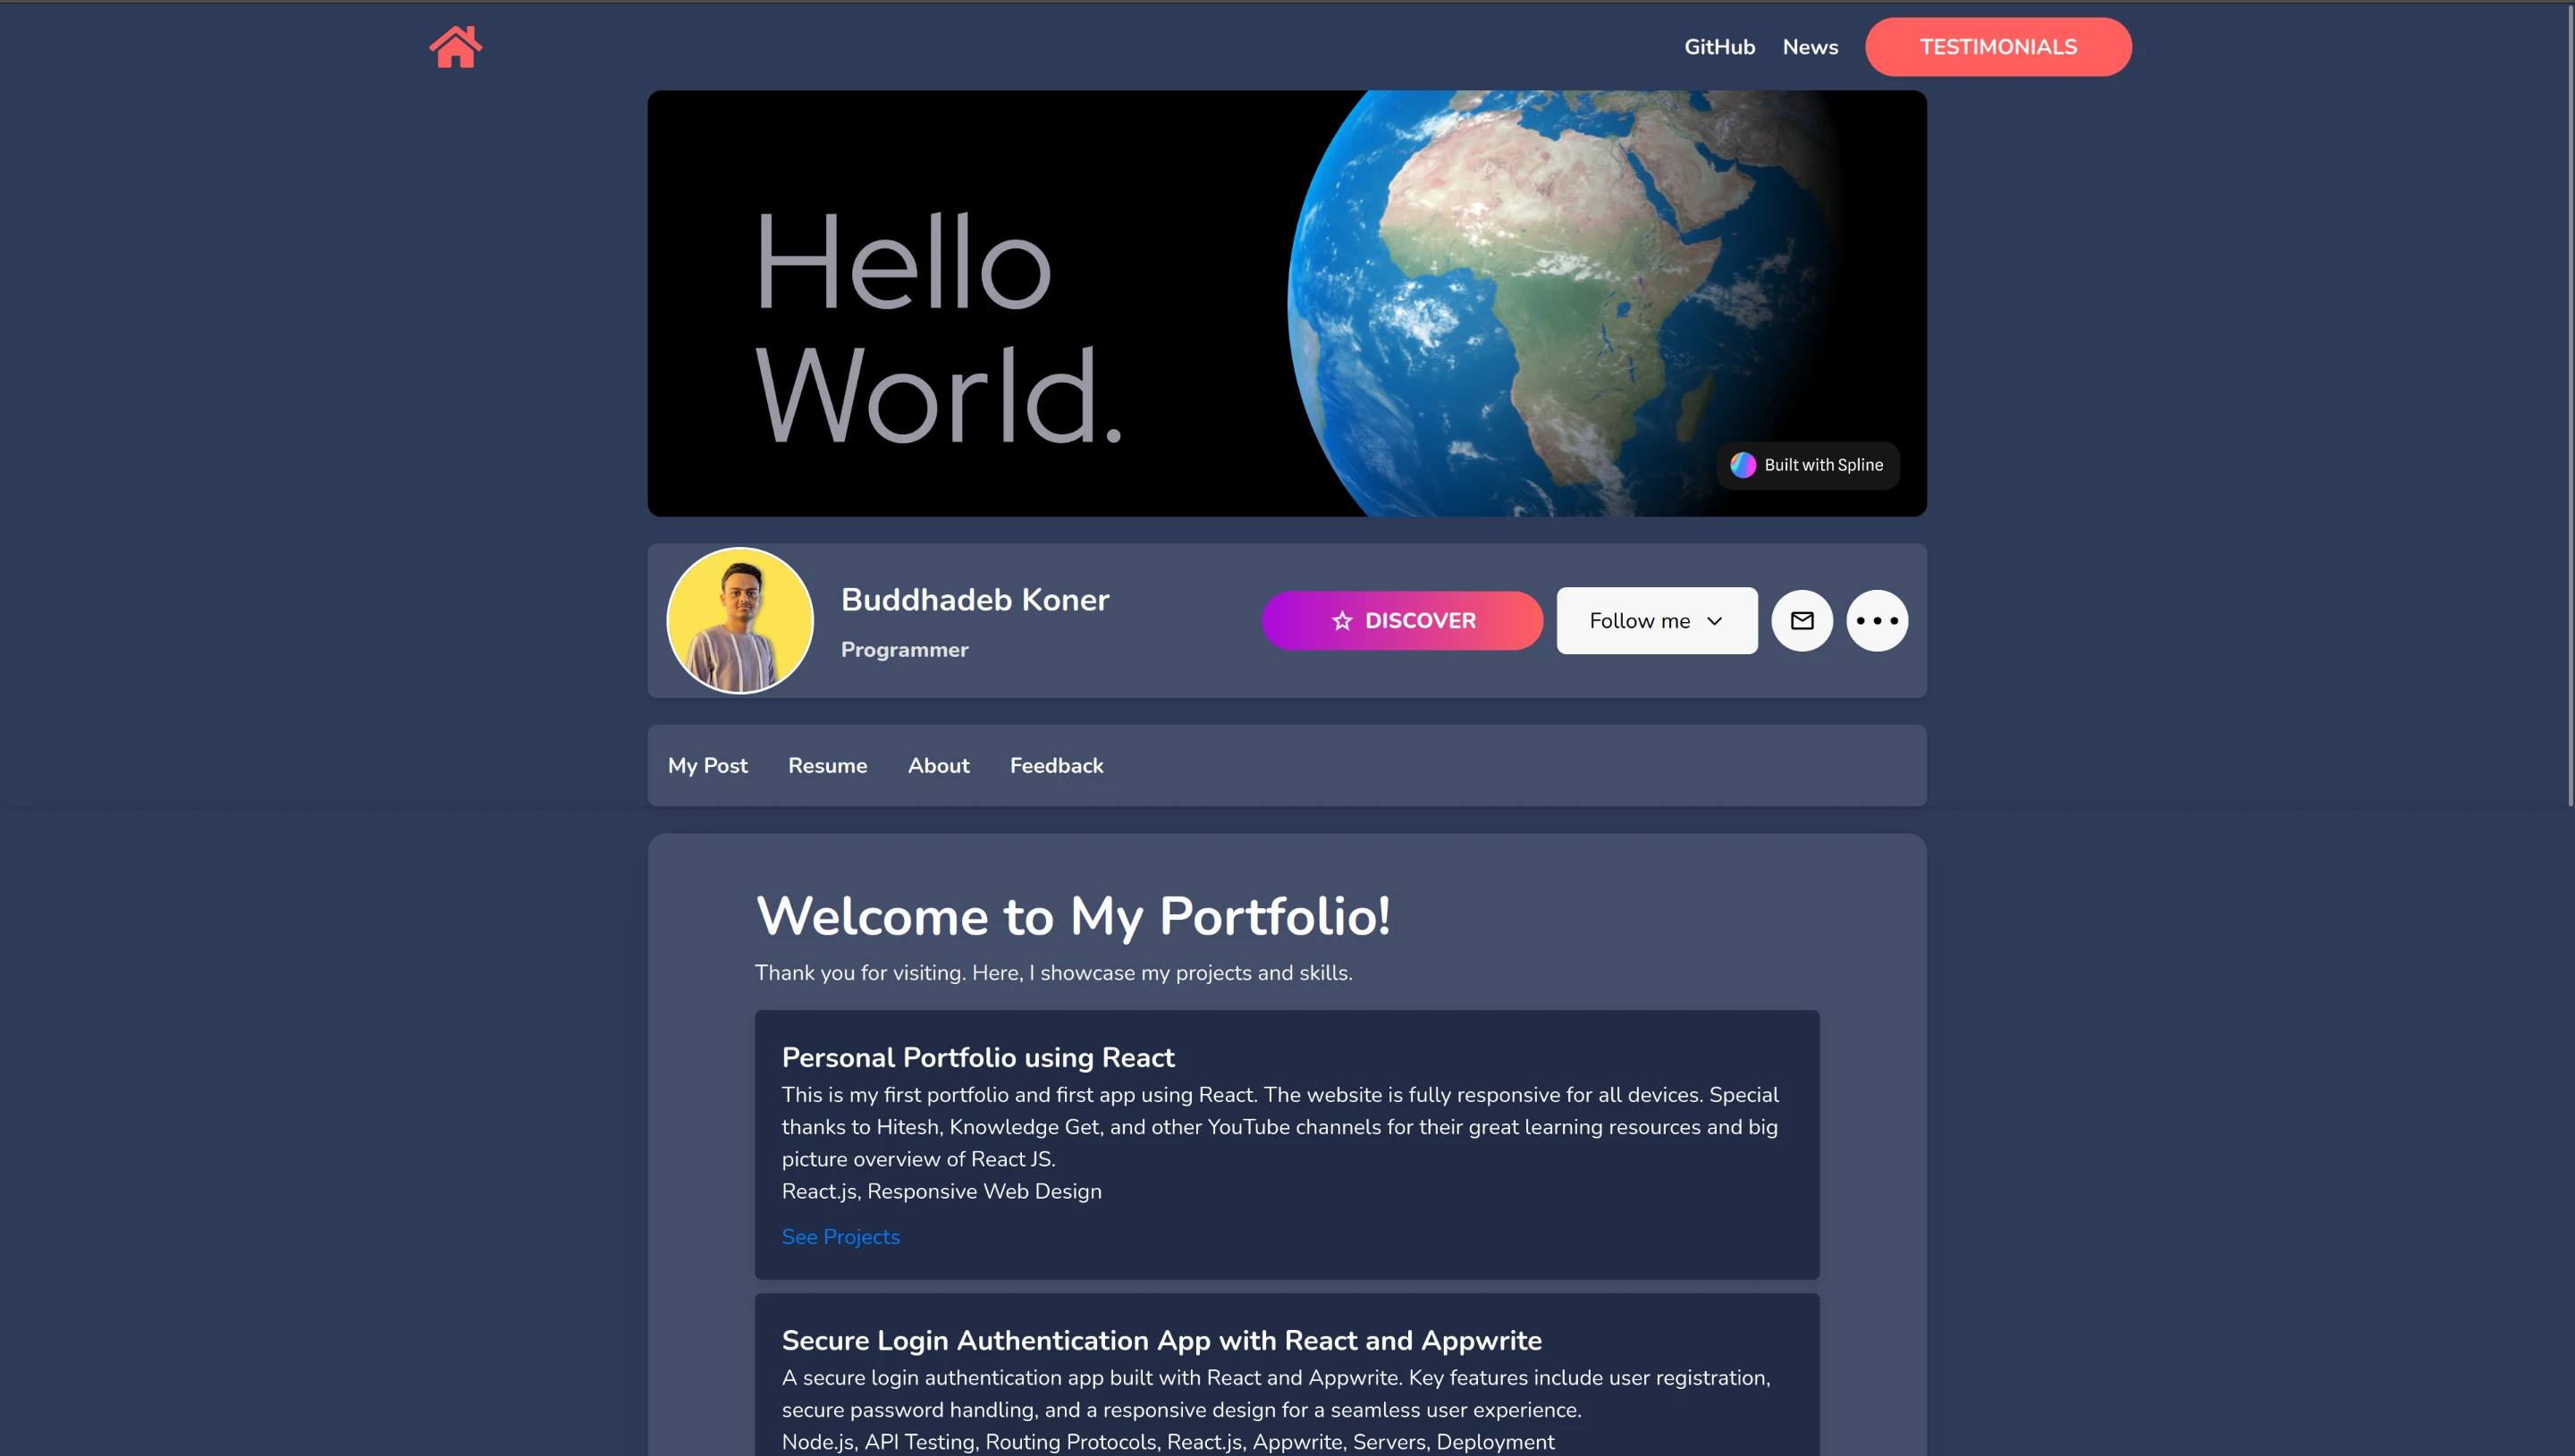 GitHub News TESTIMONIALS
Hello
World.
Built with Spline
Buddhadeb Koner
Programmer
DISCOVER
Follow me
My Post Resume About Feedback
Welcome to My Portfolio!
Thank you for visiting. Here, I showcase my projects and skills.
Personal Portfolio using React
This is my first portfolio and first app using React. The website is fully responsive for all devices. Special
thanks to Hitesh, Knowledge Get, and other YouTube channels for their great learning resources and big
picture overview of React JS.
React.js, Responsive Web Design
See Projects
Secure Login Authentication App with React and Appwrite
A secure login authentication app built with React and Appwrite. Key features include user registration,
secure password handling, and a responsive design for a seamless user experience.
Node.js, API Testing, Routing Protocols, React.js, Appwrite, Servers, Deployment